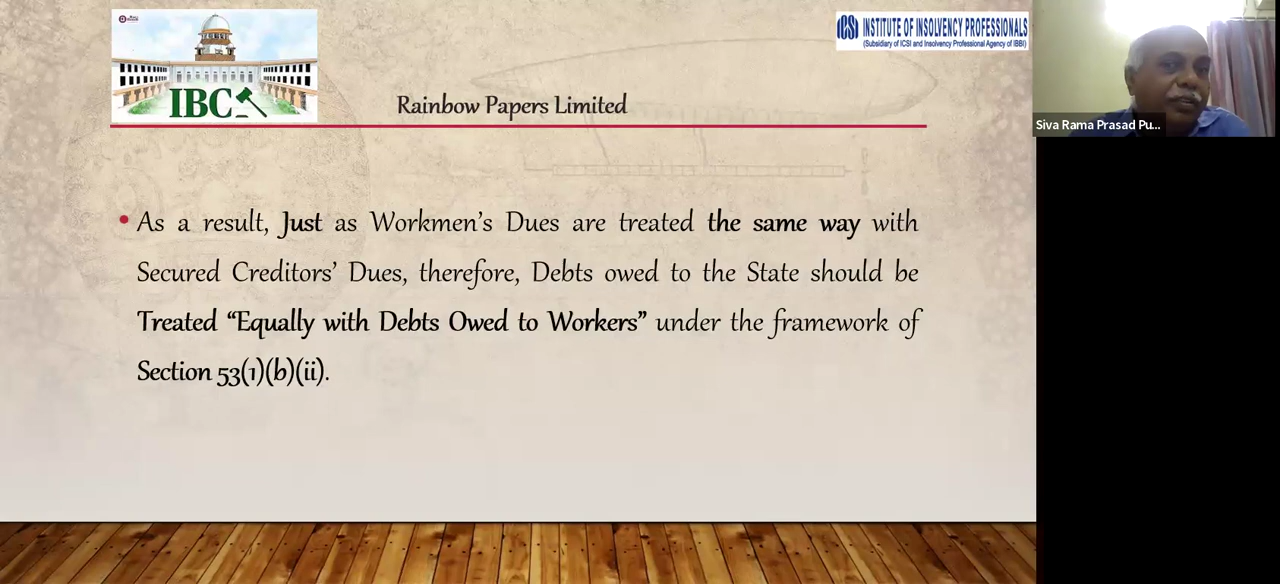 IBC
INSTITUTE OF INSOLVENCY PROFESSIONALS
(Subsidiary of ICSI and Insolvency Professional Agency of IBBI)
Rainbow Papers Limited
Siva Rama Prasad Pu...
• As a result, Just as Workmen's Dues are treated the same way with
Secured Creditors' Dues, therefore, Debts owed to the State should be
Treated “Equally with Debts Owed to Workers” under the framework of
Section 53(1)(b)(ii).